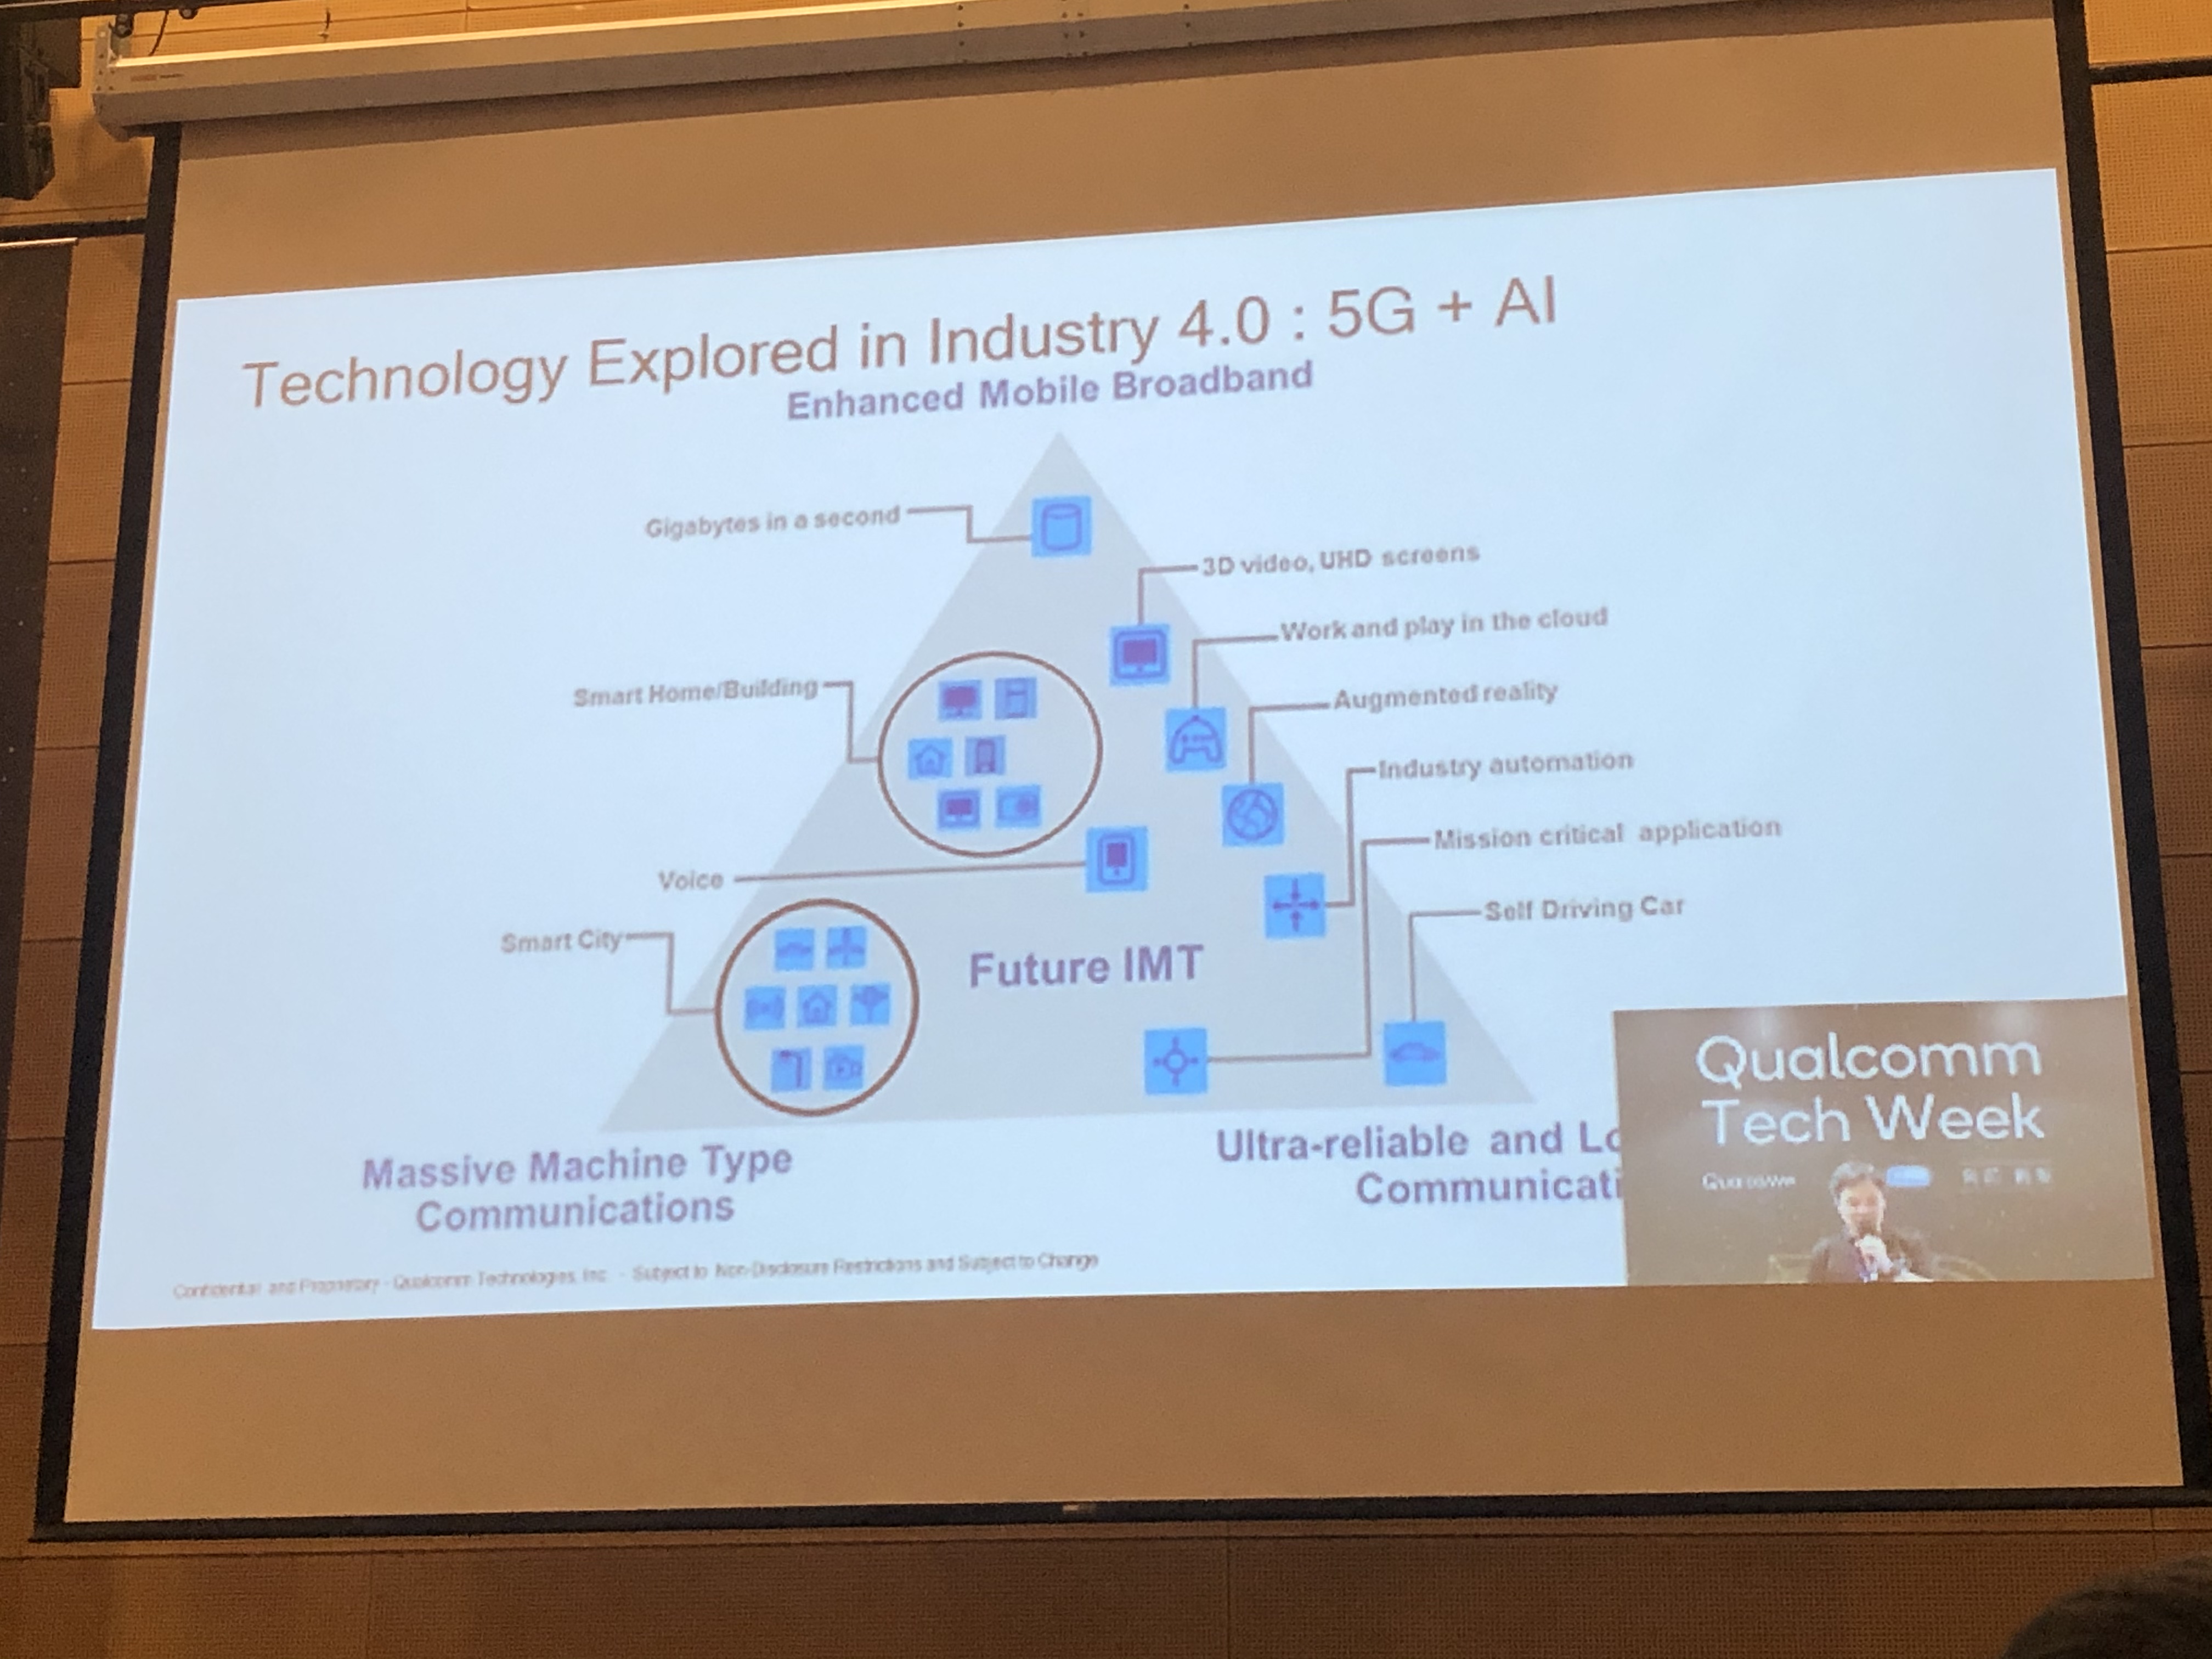 Technology Explored in Industry 4.0 : 5G + AI
Enhanced Mobile Broadband
Gigabytes in a second
3D video, UHD screens
Work and play in the cloud
Smart Home/Building
Augmented reality
Industry automation
Mission critical application
Voice
Self Driving Car
Smart City
Future IMT
Massive Machine Type
Communications
Ultra-reliable and Lo
Communicati
Qualcomm
Tech Week
Qualcomm
Confidential and Proprietary - Qualcomm Technologies, Inc. - Subject to Non-Disclosure Restrictions and Subject to Change